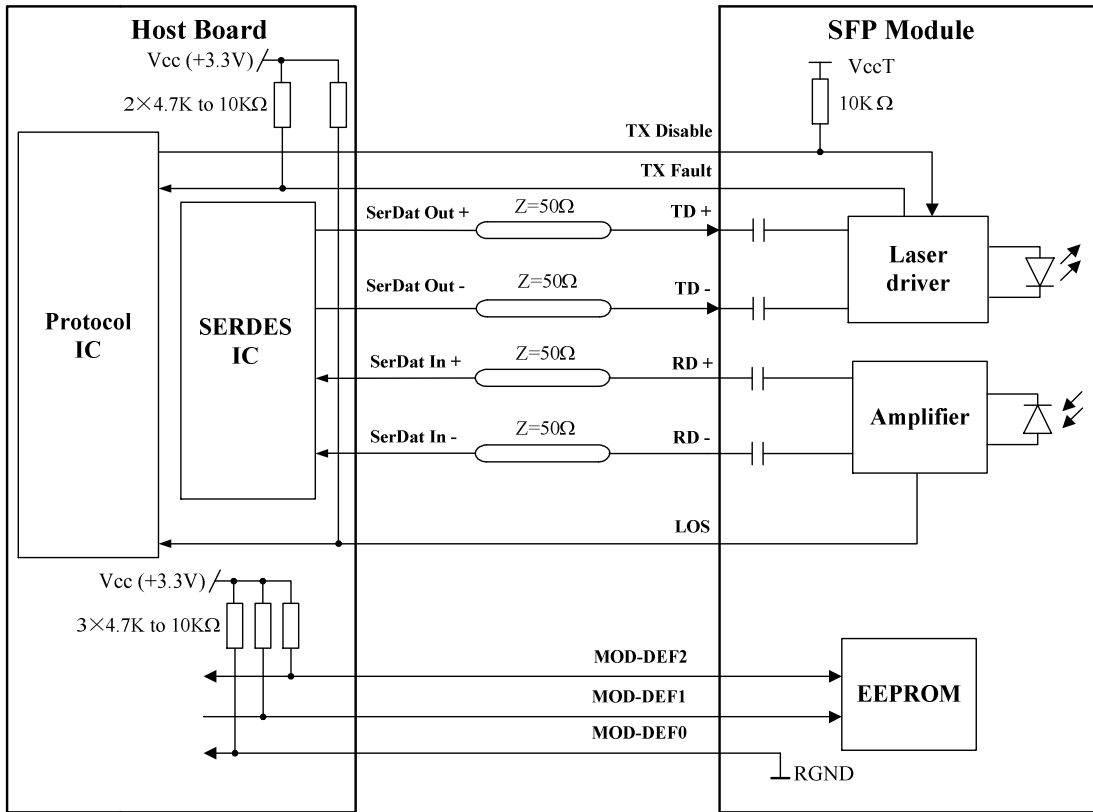 Host Board
SFP Module
Vcc (+3.3V)
VccT
2×4.7K to 10KΩ
10K Ω
TX Disable
TX Fault
SerDat Out +
Z=50Ω
TD +
SerDat Out -
Z=50Ω
TD -
Laser
driver
Protocol
IC
SERDES
IC
SerDat In +
Z=50Ω
RD +
SerDat In -
Z=50Ω
RD -
Amplifier
LOS
Vcc (+3.3V)
3×4.7K to 10KΩ
MOD-DEF2
MOD-DEF1
MOD-DEF0
EEPROM
RGND